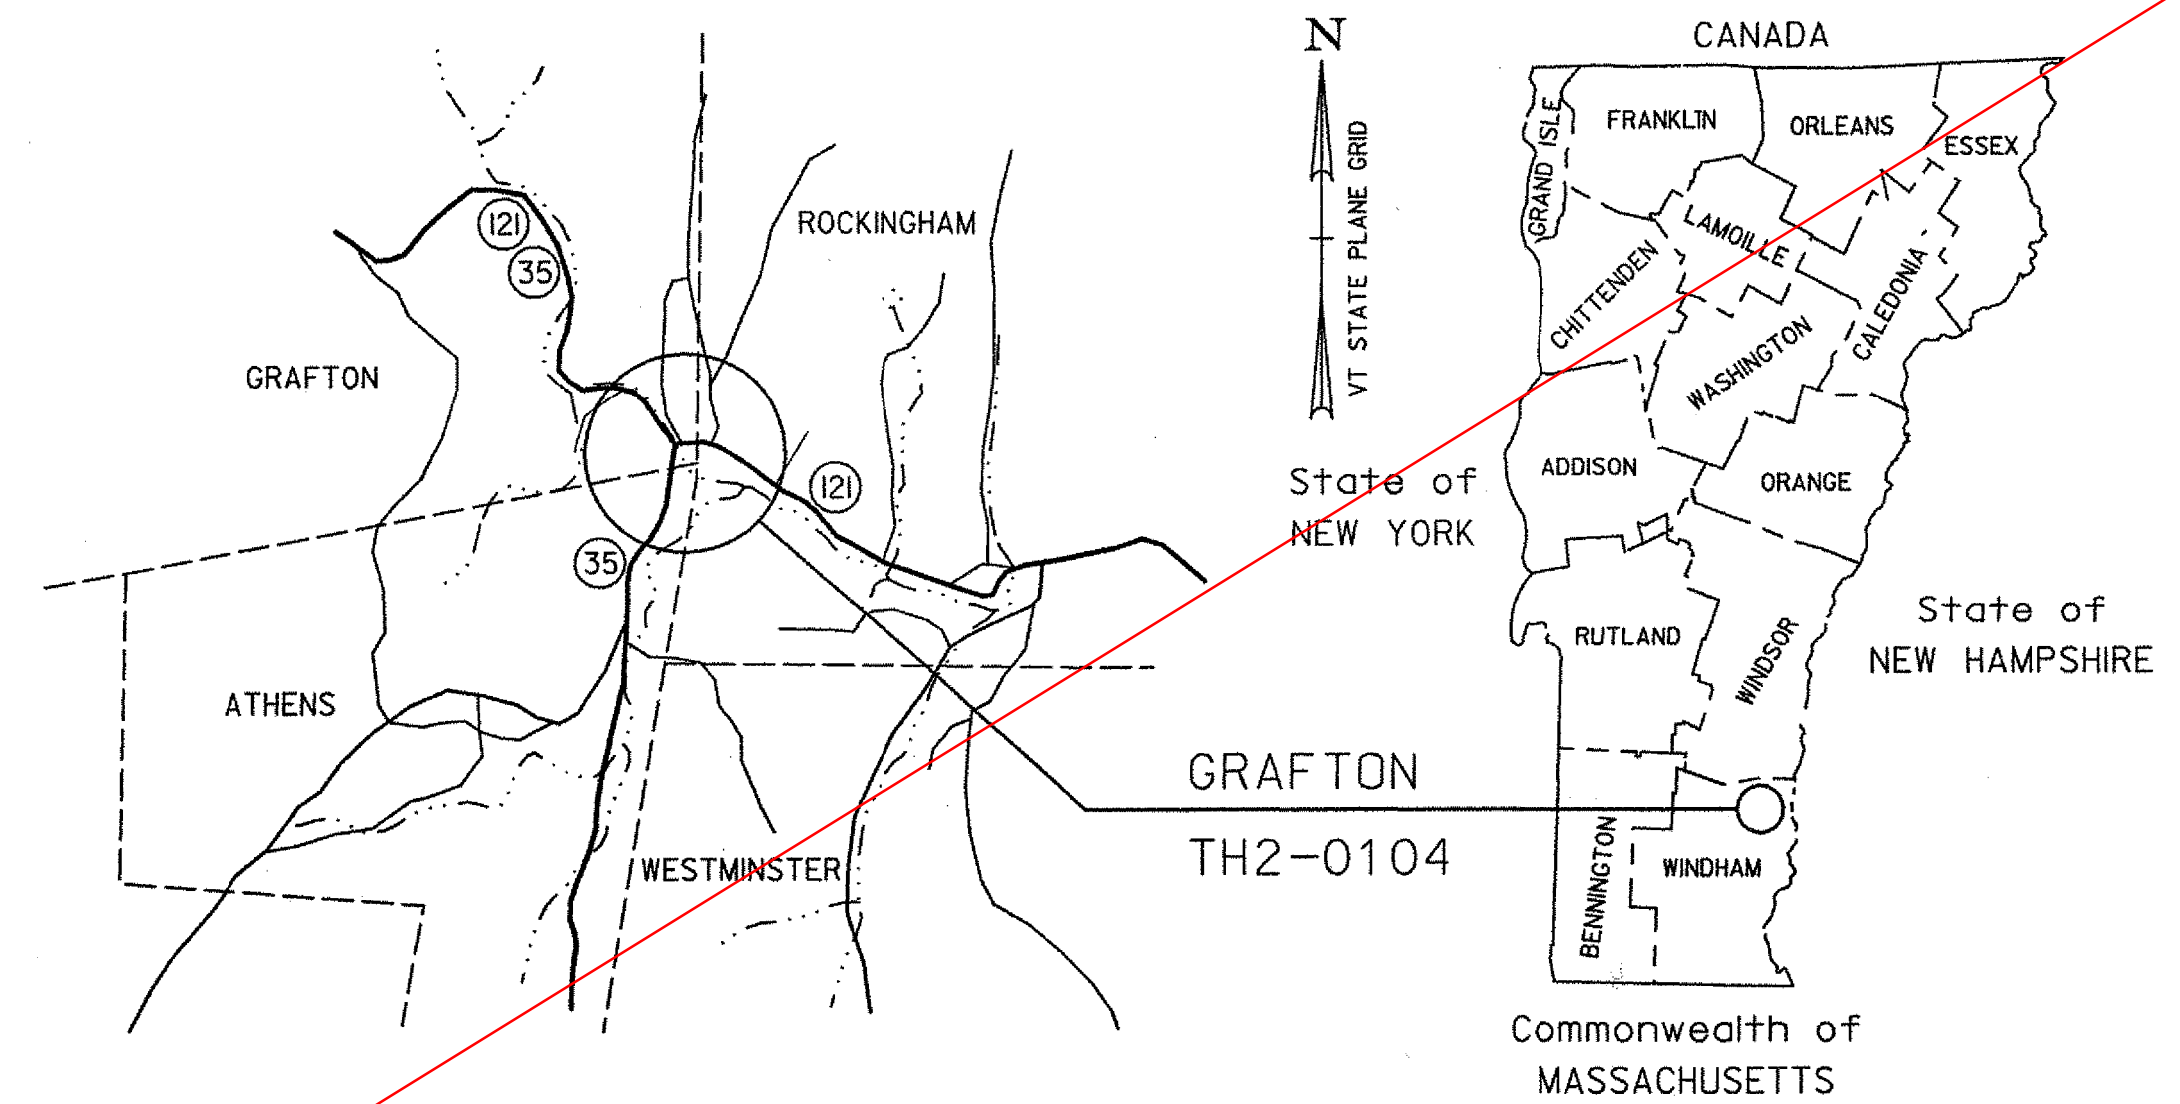 121
35
ROCKINGHAM
GRAFTON
121
35
ATHENS
WESTMINSTER
N
VT STATE PLANE GRID
CANADA
GRAND ISLE
FRANKLIN
ORLEANS
ESSEX
LAMOILLE
CHITTENDEN
CALEDONIA
WASHINGTON
ADDISON
ORANGE
State of
NEW YORK
State of
NEW HAMPSHIRE
RUTLAND
WINDSOR
GRAFTON
TH2-0104
BENNINGTON
WINDHAM
Commonwealth of
MASSACHUSETTS